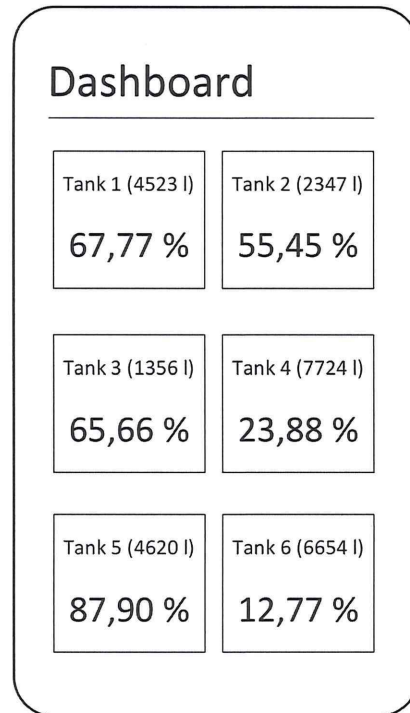 Dashboard
Tank 1 (4523 l)
67,77 %
Tank 2 (2347 l)
55,45 %
Tank 3 (1356 l)
65,66 %
Tank 4 (7724 l)
23,88 %
Tank 5 (4620 l)
87,90 %
Tank 6 (6654 l)
12,77 %